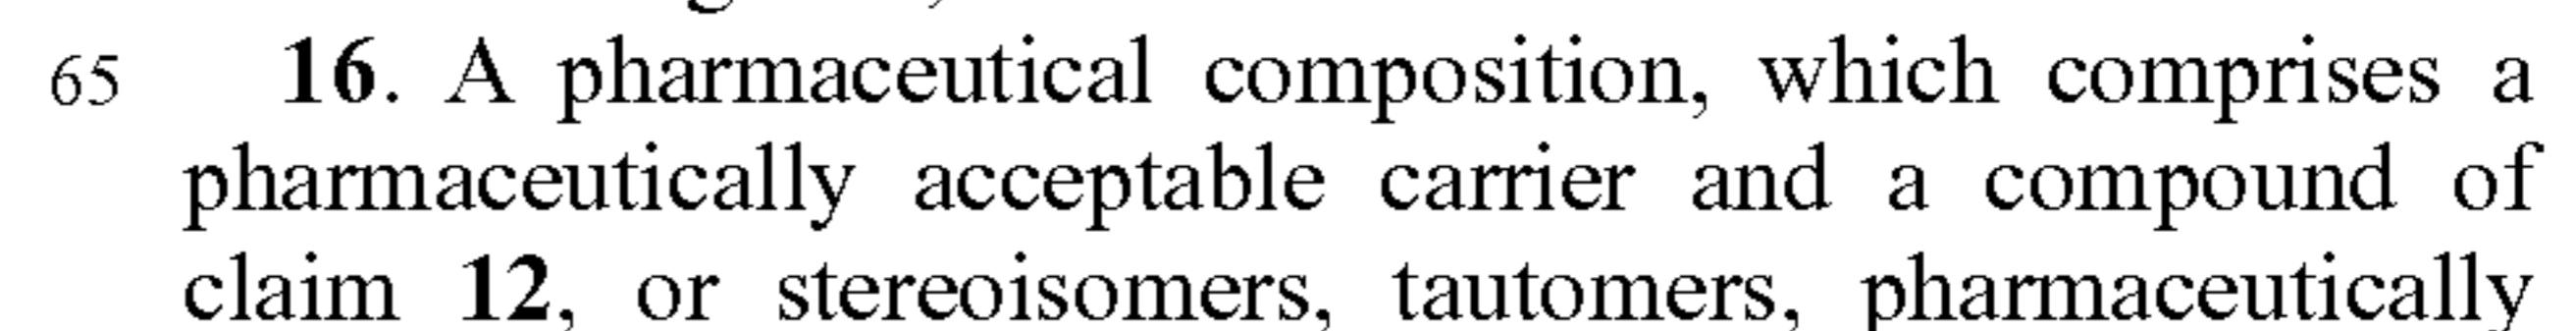 65 16. A pharmaceutical composition, which comprises a
pharmaceutically acceptable carrier and a compound of
claim 12, or stereoisomers, tautomers, pharmaceutically